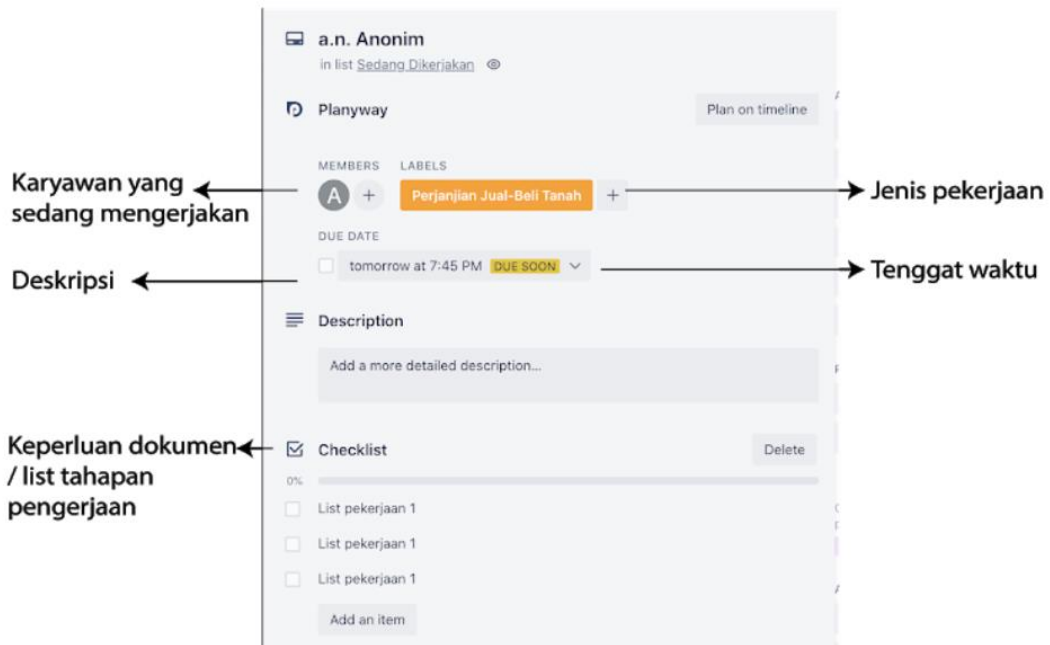 a.n. Anonim
in list Sedang Dikerjakan
Planyway
Plan on timeline
MEMBERS LABELS
Karyawan yang
sedang mengerjakan
A + Perjanjian Jual-Beli Tanah +
Jenis pekerjaan
DUE DATE
tomorrow at 7:45 PM DUE SOON
Deskripsi
Tenggat waktu
Description
Add a more detailed description...
Keperluan dokumen
/ list tahapan
pengerjaan
Checklist
Delete
0%
List pekerjaan 1
List pekerjaan 1
List pekerjaan 1
Add an item